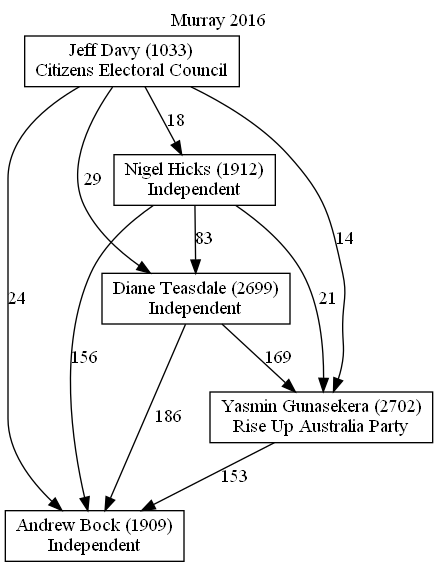 Murray 2016
Jeff Davy (1033)
Citizens Electoral Council
18
Nigel Hicks (1912)
Independent
29
83
14
Diane Teasdale (2699)
Independent
24
21
156
169
Yasmin Gunasekera (2702)
Rise Up Australia Party
186
153
Andrew Bock (1909)
Independent